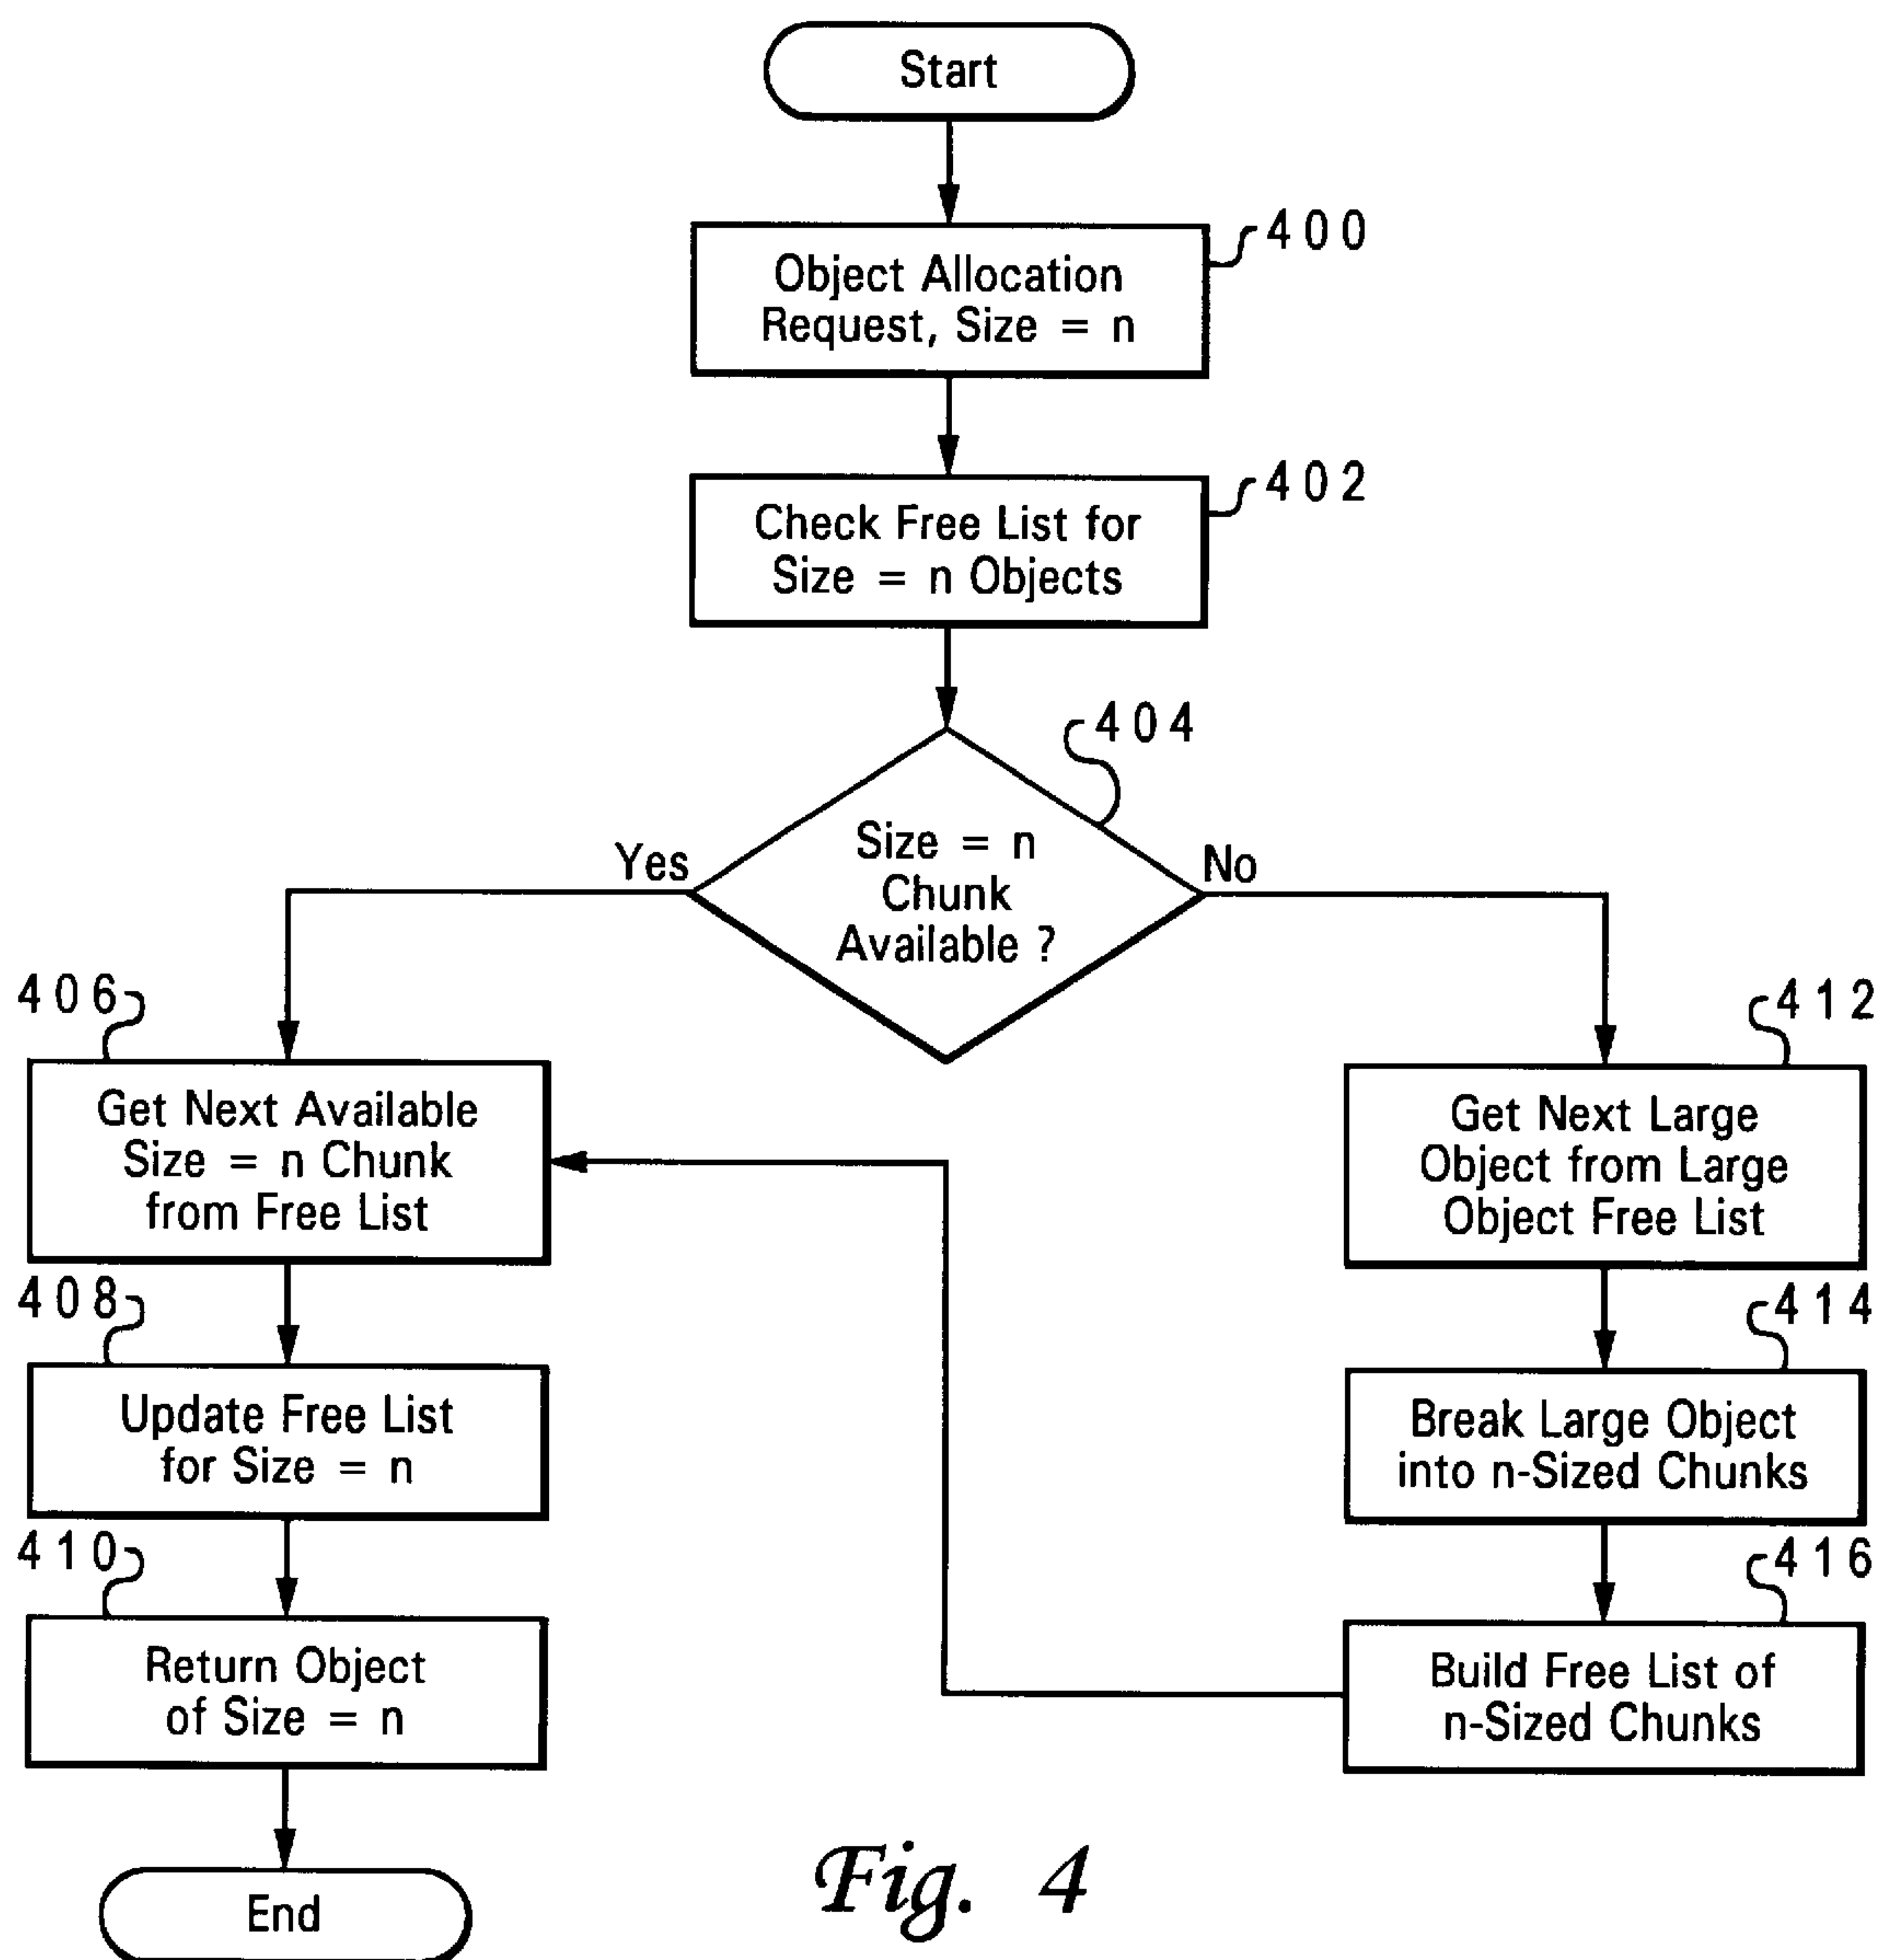 Start
400
Object Allocation
Request, Size = n
402
Check Free List for
Size = n Objects
404
Size = n
Chunk
Available ?
Yes
No
406
Get Next Available
Size = n Chunk
from Free List
412
Get Next Large
Object from Large
Object Free List
408
Update Free List
for Size = n
414
Break Large Object
into n-Sized Chunks
410
Return Object
of Size = n
416
Build Free List of
n-Sized Chunks
End
Fig. 4